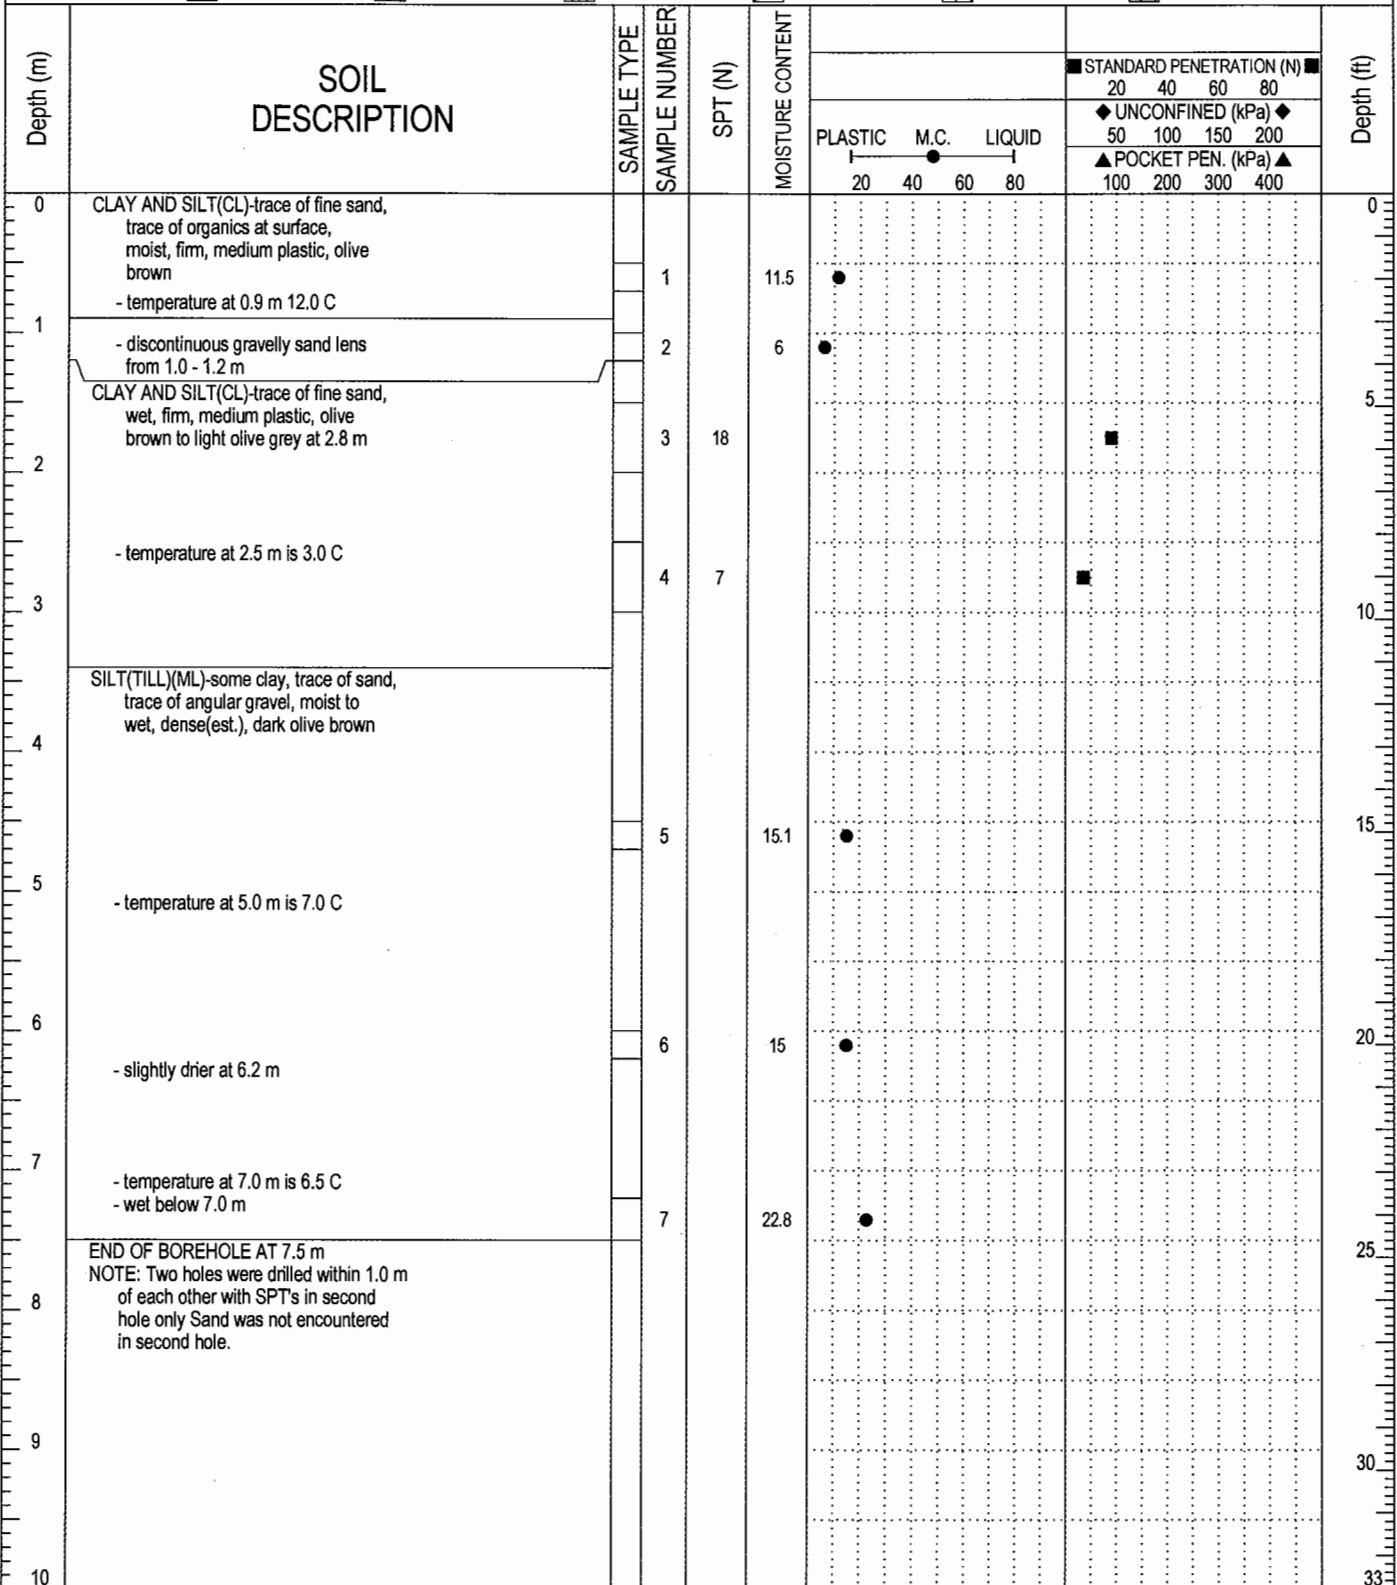 Depth (m)
SOIL
DESCRIPTION
SAMPLE TYPE
SAMPLE NUMBER
SPT (N)
MOISTURE CONTENT
PLASTIC M.C. LIQUID
20 40 60 80
■ STANDARD PENETRATION (N) ■
20 40 60 80
◆ UNCONFINED (kPa) ◆
50 100 150 200
▲ POCKET PEN. (kPa) ▲
100 200 300 400
Depth (ft)
0 CLAY AND SILT(CL)-trace of fine sand, 0
trace of organics at surface,
moist, firm, medium plastic, olive
brown 1 11.5
- temperature at 0.9 m 12.0 C
1
- discontinuous gravelly sand lens 2 6
from 1.0 - 1.2 m
CLAY AND SILT(CL)-trace of fine sand, 5
wet, firm, medium plastic, olive
brown to light olive grey at 2.8 m 3 18
2
- temperature at 2.5 m is 3.0 C
4 7
3 10
SILT(TILL)(ML)-some clay, trace of sand,
trace of angular gravel, moist to
wet, dense(est.), dark olive brown
4
15
5 15.1
5
- temperature at 5.0 m is 7.0 C
6 20
6 15
- slightly drier at 6.2 m
7
- temperature at 7.0 m is 6.5 C
- wet below 7.0 m
7 22.8
END OF BOREHOLE AT 7.5 m 25
NOTE: Two holes were drilled within 1.0 m
8 of each other with SPT's in second
hole only Sand was not encountered
in second hole.
9
30
10 33